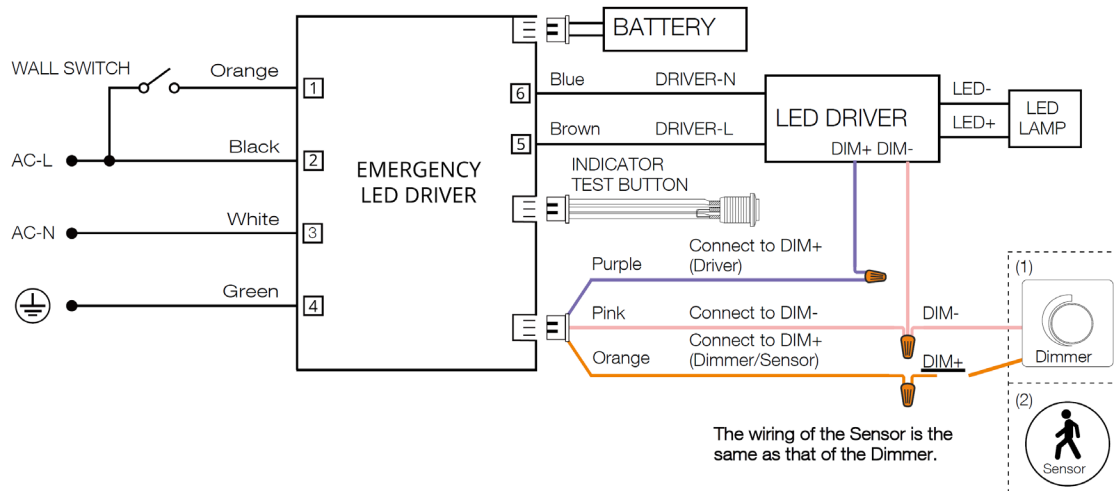 BATTERY
WALL SWITCH
Orange
1
6
Blue
DRIVER-N
LED DRIVER
DIM+ DIM-
LED-
LED+
LED
LAMP
AC-L
Black
2
5
Brown
DRIVER-L
EMERGENCY
LED DRIVER
INDICATOR
TEST BUTTON
AC-N
White
3
Green
4
Purple
Connect to DIM+
(Driver)
Pink
Connect to DIM-
DIM-
Orange
Connect to DIM+
(Dimmer/Sensor)
DIM+
(1)
Dimmer
(2)
Sensor
The wiring of the Sensor is the
same as that of the Dimmer.